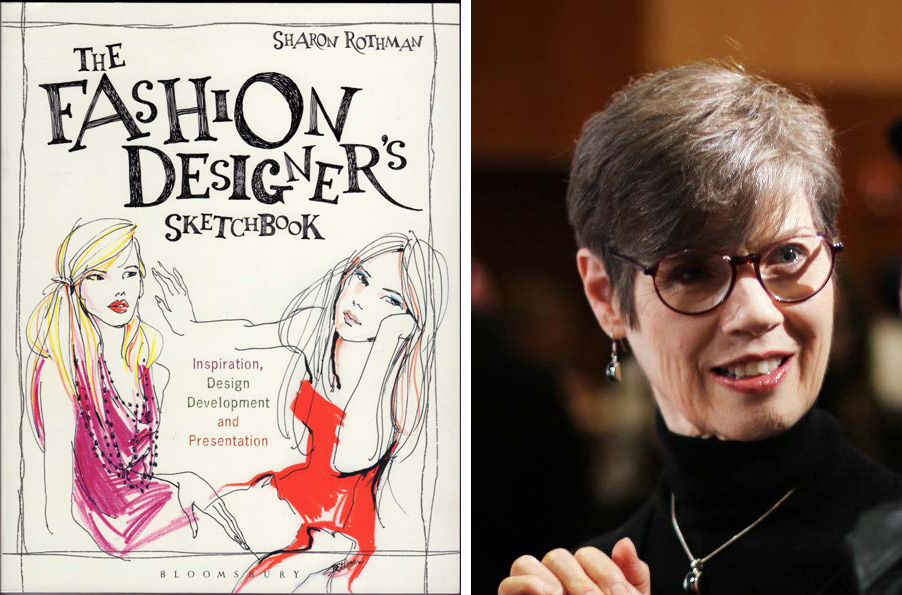 SHARON ROTHMAN
THE
FASHION
DESIGNER'S
SKETCHBOOK
Inspiration,
Design
Development
and
Presentation
BLOOMSBURY